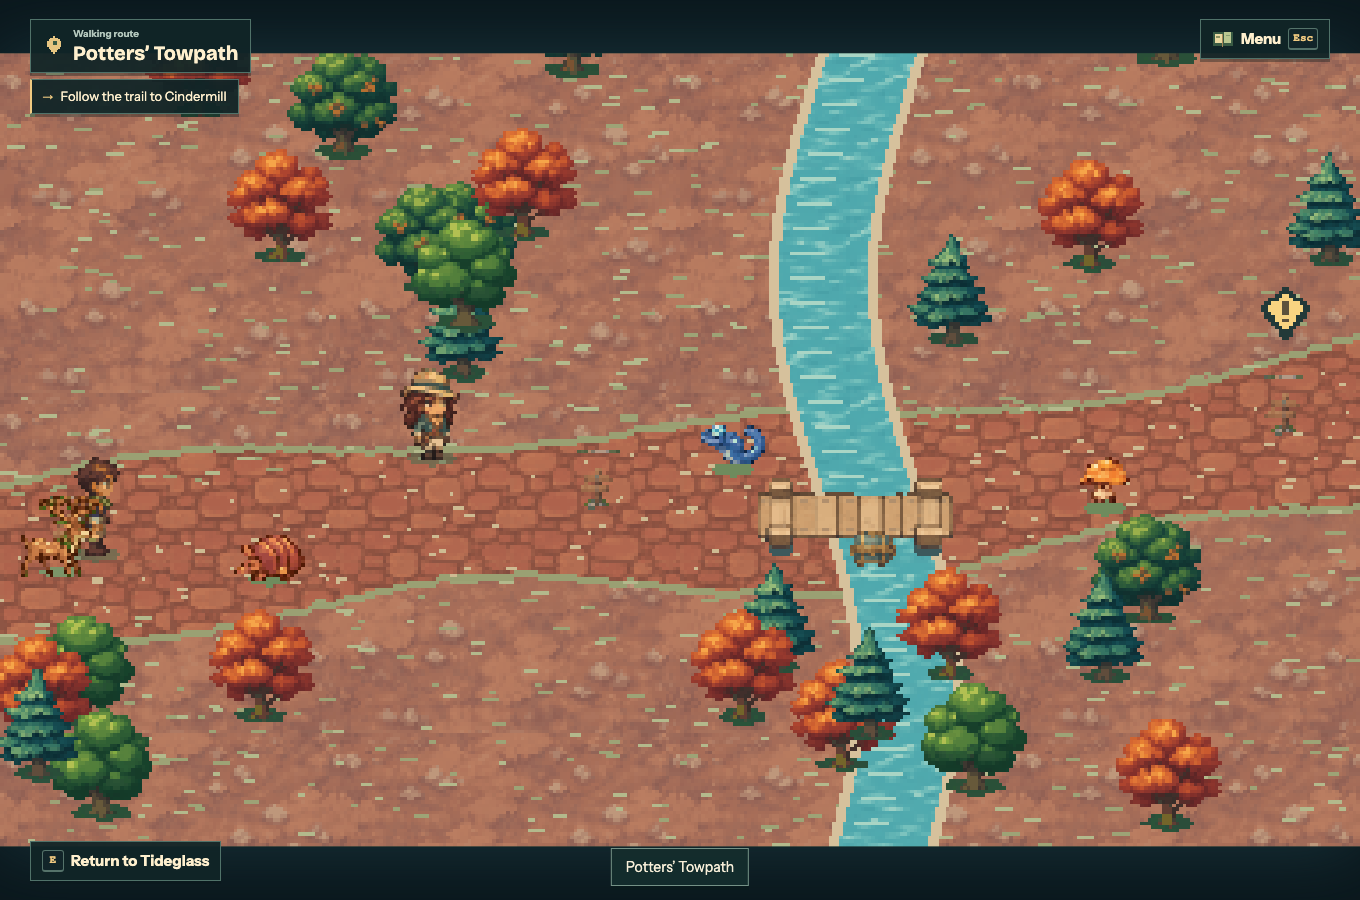 Walking route
Potters' Towpath
→ Follow the trail to Cindermill
Menu Esc
E Return to Tideglass
Potters' Towpath